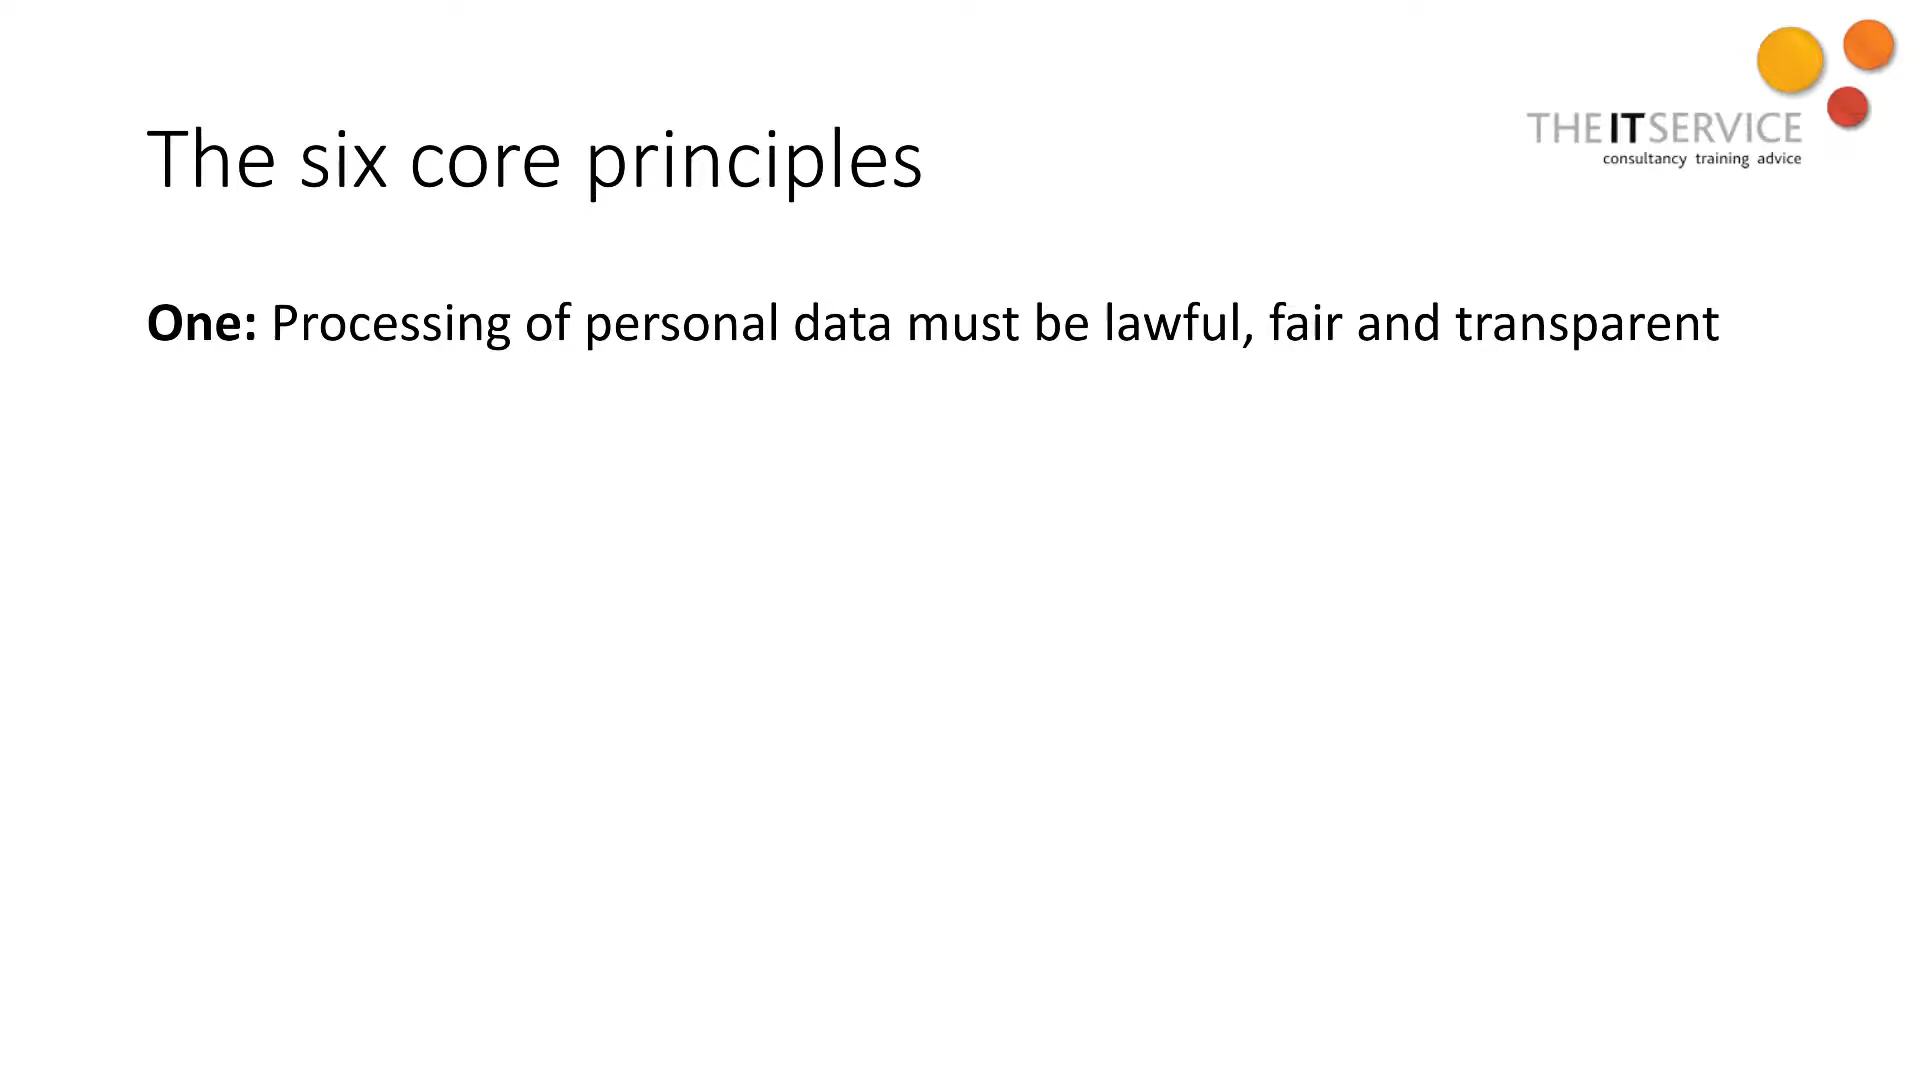 THE IT SERVICE
consultancy training advice
The six core principles
One: Processing of personal data must be lawful, fair and transparent